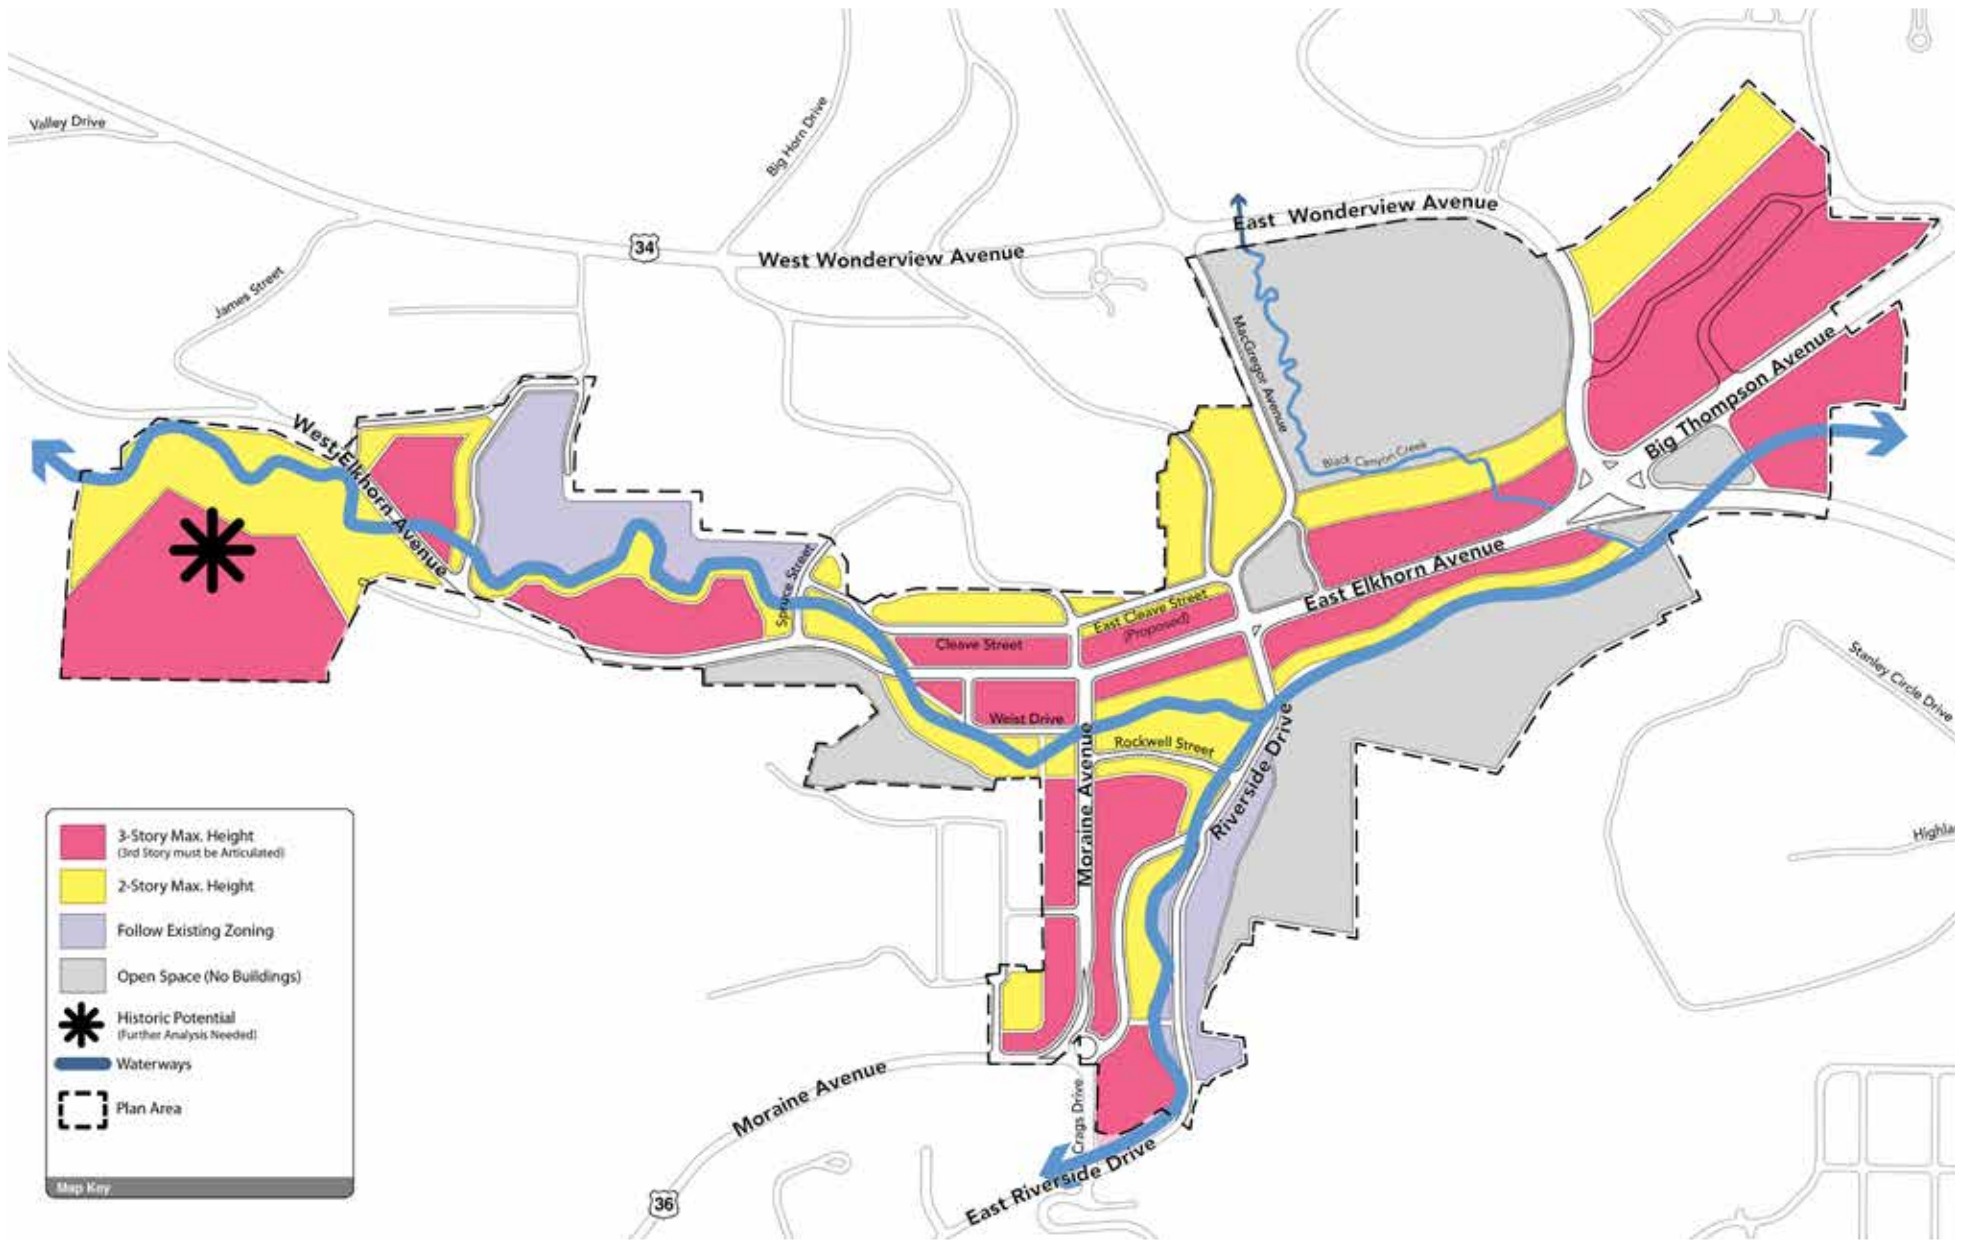 Valley Drive
Big Horn Drive
East Wonderview Avenue
34
West Wonderview Avenue
James Street
MacGregor Avenue
Big Thompson Avenue
West Elkhorn Avenue
Black Canyon Creek
Spruce Street
East Elkhorn Avenue
East Cleave Street
(Proposed)
Cleave Street
Stanley Circle Drive
Weist Drive
Rockwell Street
Moraine Avenue
Riverside Drive
Highla
3-Story Max. Height
(3rd Story must be Articulated)
2-Story Max. Height
Follow Existing Zoning
Open Space (No Buildings)
Historic Potential
(Further Analysis Needed)
Waterways
Plan Area
Map Key
Moraine Avenue
Crags Drive
East Riverside Drive
36